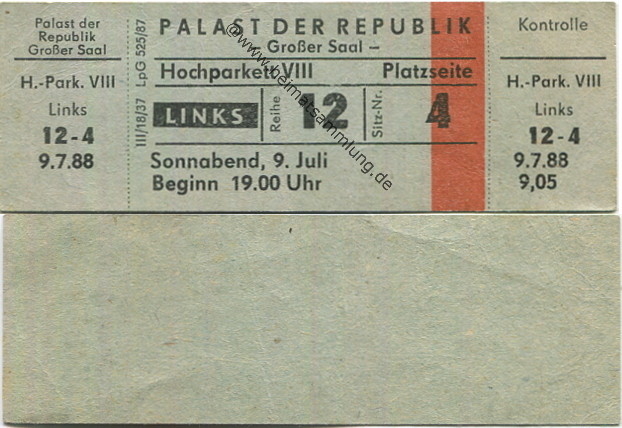 Palast der
Republik
Großer Saal
H.-Park. VIII
Links
12-4
9.7.88
III/18/37 LpG 525/87
PALAST DER REPUBLIK
Großer Saal –
Hochparkett VIII Platzseite
LINKS Reihe 12 Sitz-Nr. 4
Sonnabend, 9. Juli
Beginn 19.00 Uhr
Kontrolle
H.-Park. VIII
Links
12-4
9.7.88
9,05
@www.heimatsammlung.de